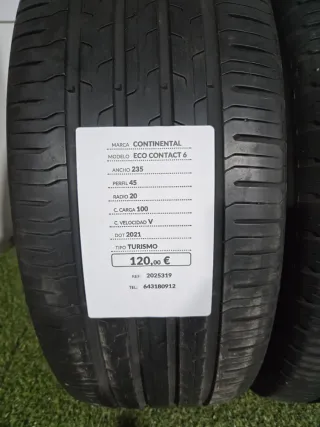 MARCA CONTINENTAL
MODELO ECO CONTACT 6
ANCHO 235
PERFIL 45
RADIO 20
C. CARGA 100
C. VELOCIDAD V
DOT 2021
TIPO TURISMO
120,00 €
REF: 2025319
TEL: 643180912